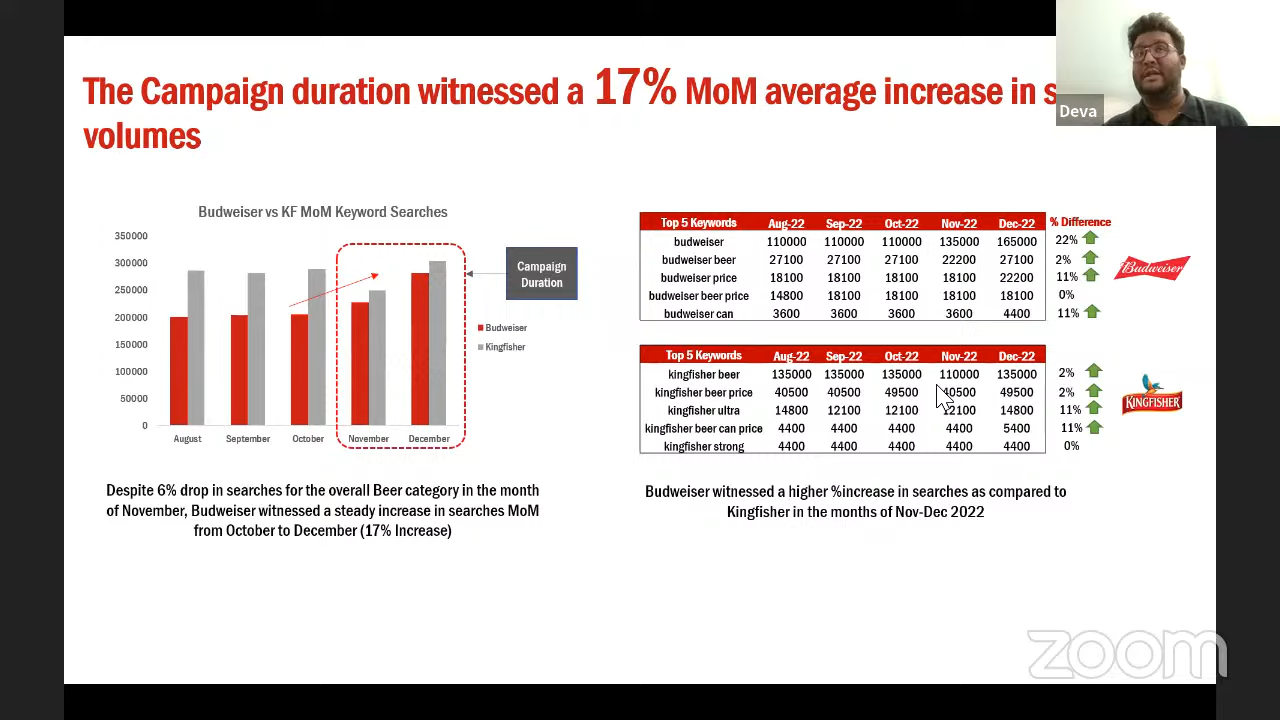 The Campaign duration witnessed a 17% MoM average increase in
volumes
Deva
Budweiser vs KF MoM Keyword Searches
350000
300000
250000
200000
150000
100000
50000
0
August September October November December
Campaign
Duration
Budweiser
Kingfisher
Despite 6% drop in searches for the overall Beer category in the month
of November, Budweiser witnessed a steady increase in searches MoM
from October to December (17% Increase)
Top 5 Keywords Aug-22 Sep-22 Oct-22 Nov-22 Dec-22 % Difference
budweiser 110000 110000 110000 135000 165000 22%
budweiser beer 27100 27100 27100 22200 27100 2%
budweiser price 18100 18100 18100 18100 22200 11%
budweiser beer price 14800 18100 18100 18100 18100 0%
budweiser can 3600 3600 3600 3600 4400 11%
Budweiser
Top 5 Keywords Aug-22 Sep-22 Oct-22 Nov-22 Dec-22
kingfisher beer 135000 135000 135000 110000 135000 2%
kingfisher beer price 40500 40500 49500 40500 49500 2%
kingfisher ultra 14800 12100 12100 12100 14800 11%
kingfisher beer can price 4400 4400 4400 4400 5400 11%
kingfisher strong 4400 4400 4400 4400 4400 0%
KINGFISHER
Budweiser witnessed a higher %increase in searches as compared to
Kingfisher in the months of Nov-Dec 2022
zoom